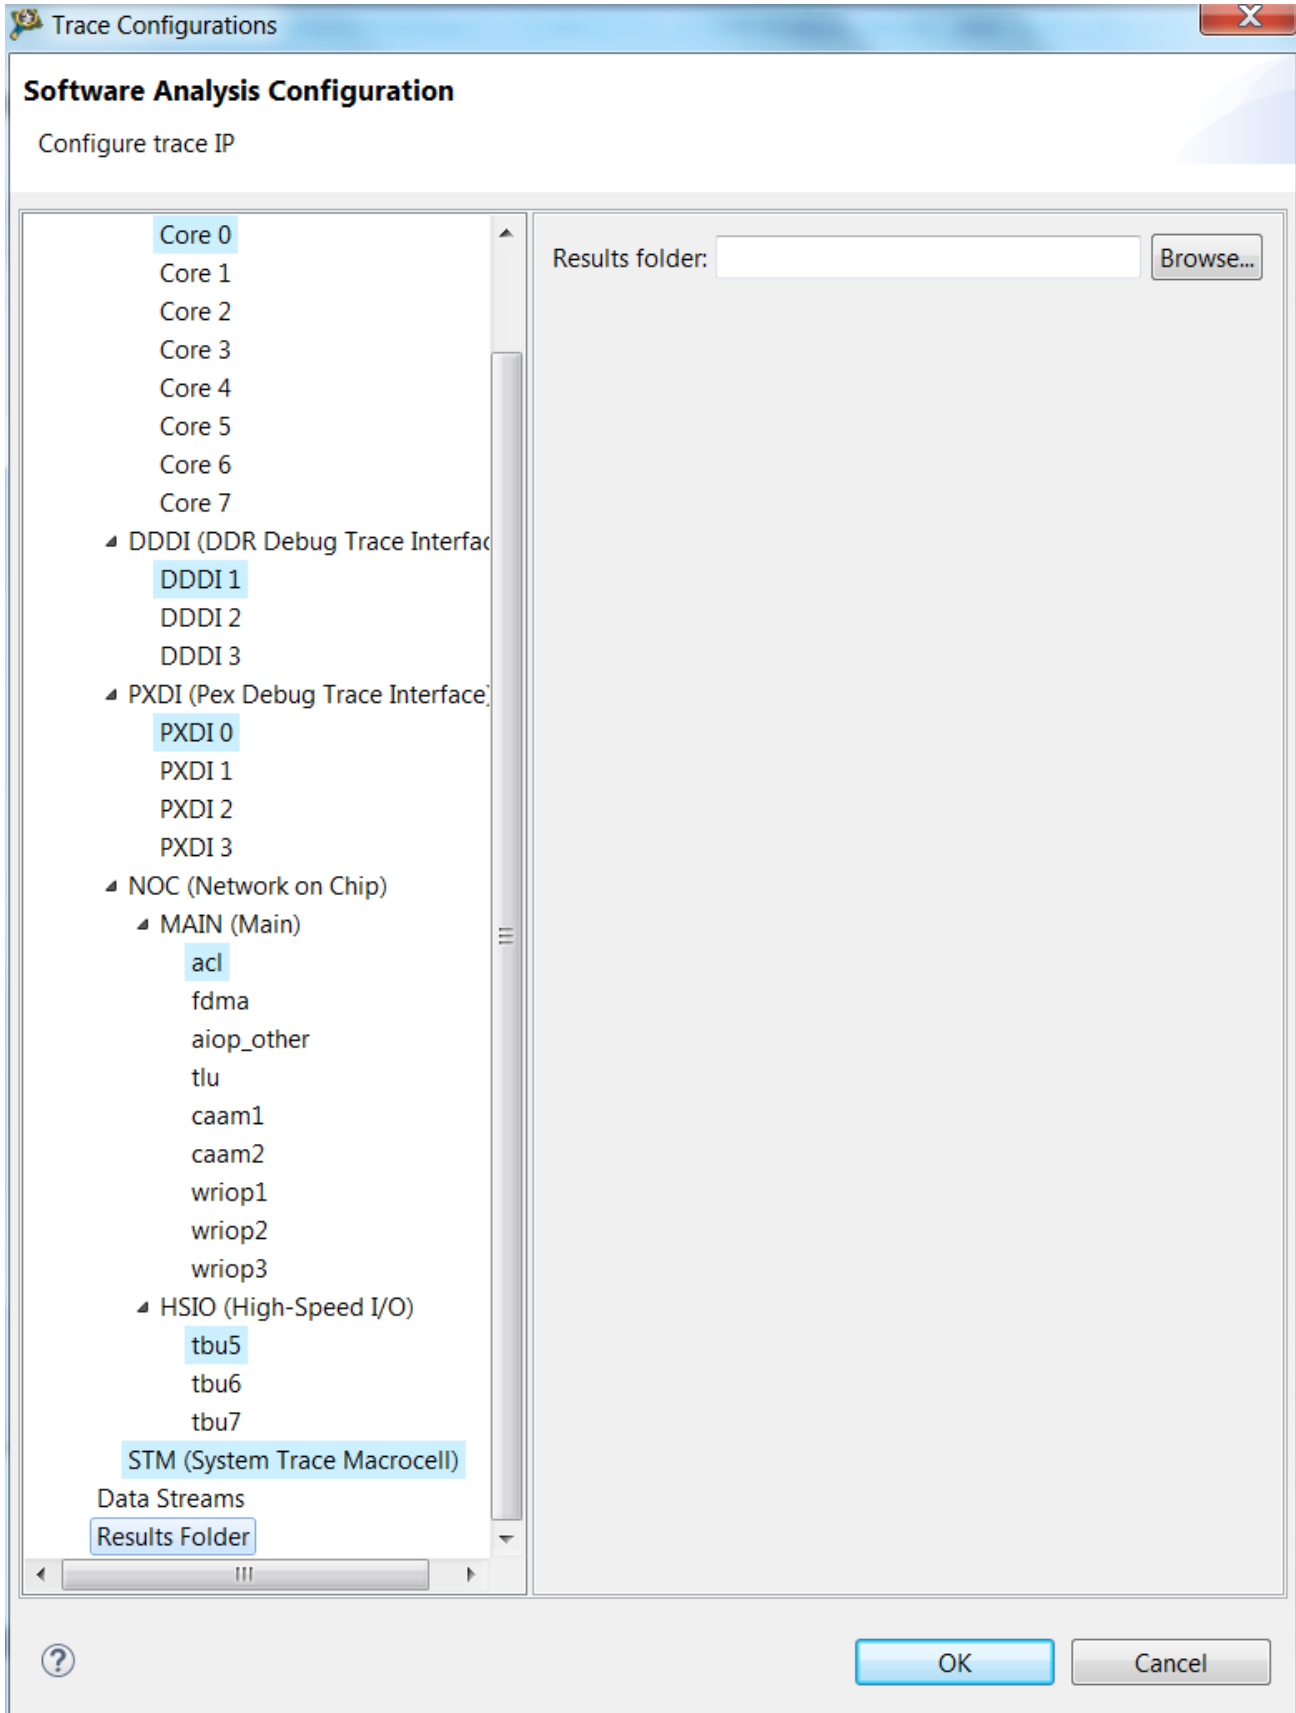 Trace Configurations
X
Software Analysis Configuration
Configure trace IP
Core 0
Core 1
Core 2
Core 3
Core 4
Core 5
Core 6
Core 7
DDDI (DDR Debug Trace Interfac
DDDI 1
DDDI 2
DDDI 3
PXDI (Pex Debug Trace Interface)
PXDI 0
PXDI 1
PXDI 2
PXDI 3
NOC (Network on Chip)
MAIN (Main)
acl
fdma
aiop_other
tlu
caam1
caam2
wriop1
wriop2
wriop3
HSIO (High-Speed I/O)
tbu5
tbu6
tbu7
STM (System Trace Macrocell)
Data Streams
Results Folder
Results folder:
Browse...
?
OK
Cancel